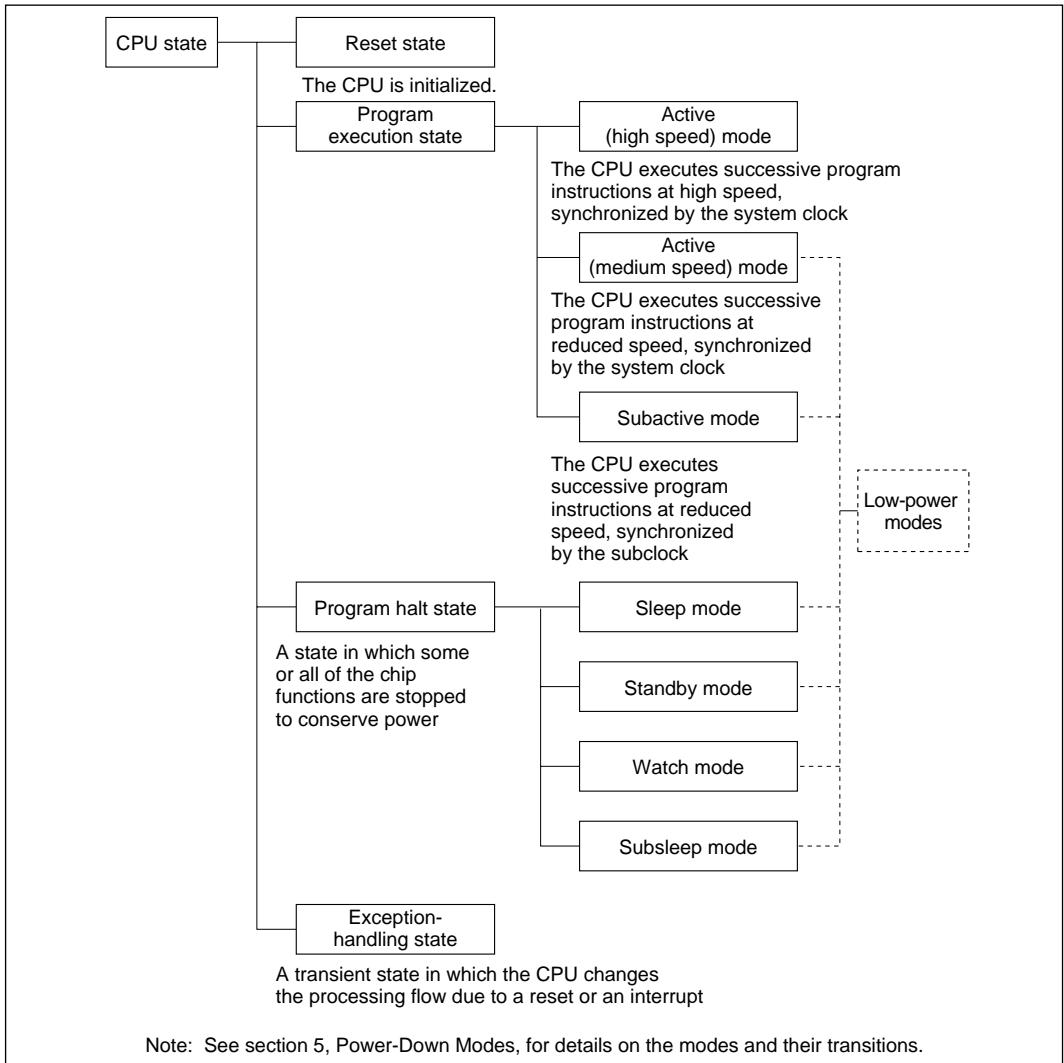 CPU state
Reset state
The CPU is initialized.
Program
execution state
Active
(high speed) mode
The CPU executes successive program
instructions at high speed,
synchronized by the system clock
Active
(medium speed) mode
The CPU executes successive
program instructions at
reduced speed, synchronized
by the system clock
Subactive mode
The CPU executes
successive program
instructions at reduced
speed, synchronized
by the subclock
Low-power
modes
Program halt state
A state in which some
or all of the chip
functions are stopped
to conserve power
Sleep mode
Standby mode
Watch mode
Subsleep mode
Exception-
handling state
A transient state in which the CPU changes
the processing flow due to a reset or an interrupt
Note: See section 5, Power-Down Modes, for details on the modes and their transitions.